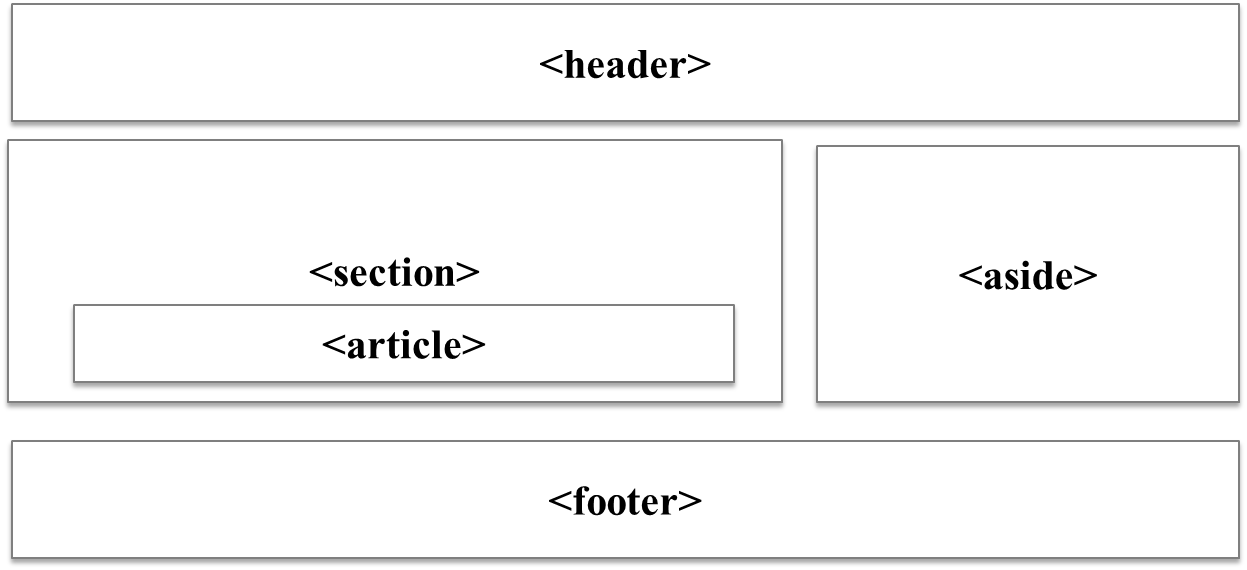 <header>
<section>
<aside>
<article>
<footer>